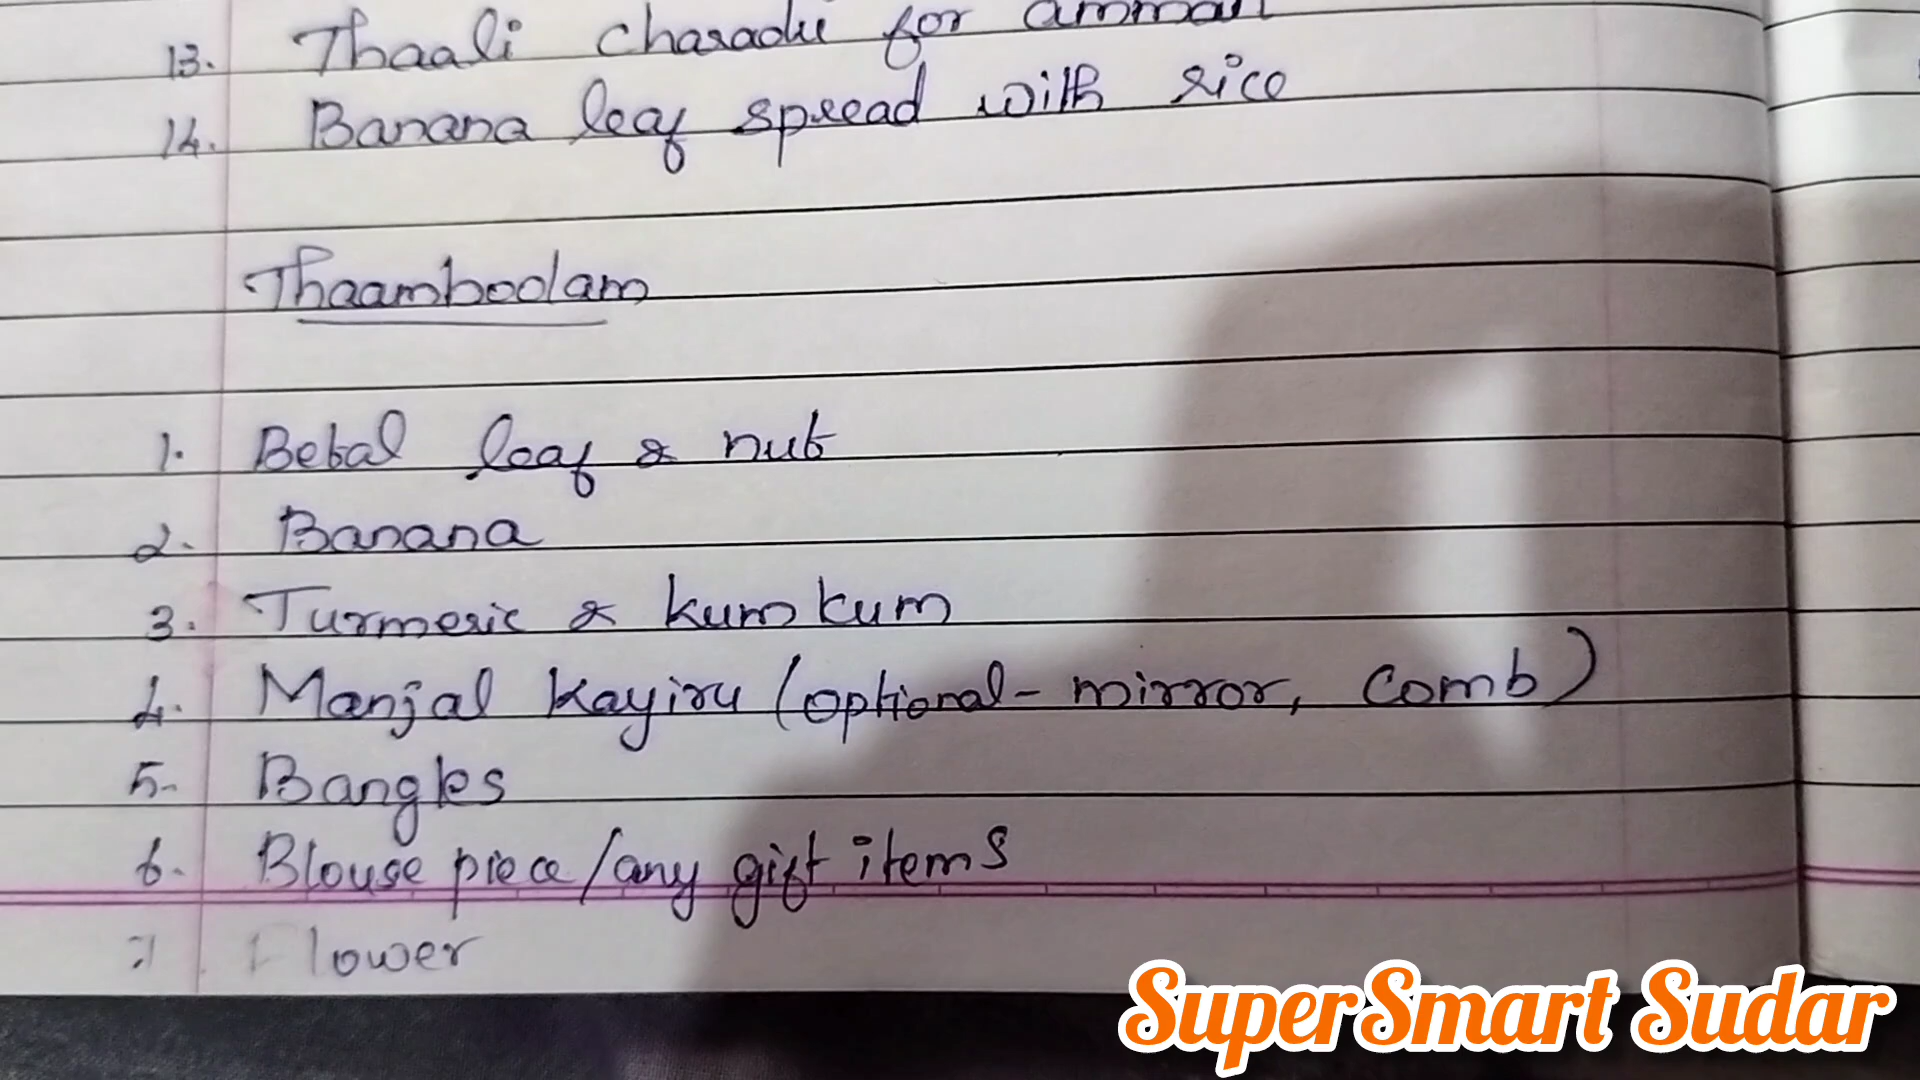 13. Thaali charadu for amman
14. Banana leaf spread with rice
Thaamboolam
1. Betal leaf & nut
2. Banana
3. Turmeric & kumkum
4. Manjal kayiru (optional - mirror, comb)
5. Bangles
6. Blouse piece / any gift items
7. Flower
SuperSmart Sudar